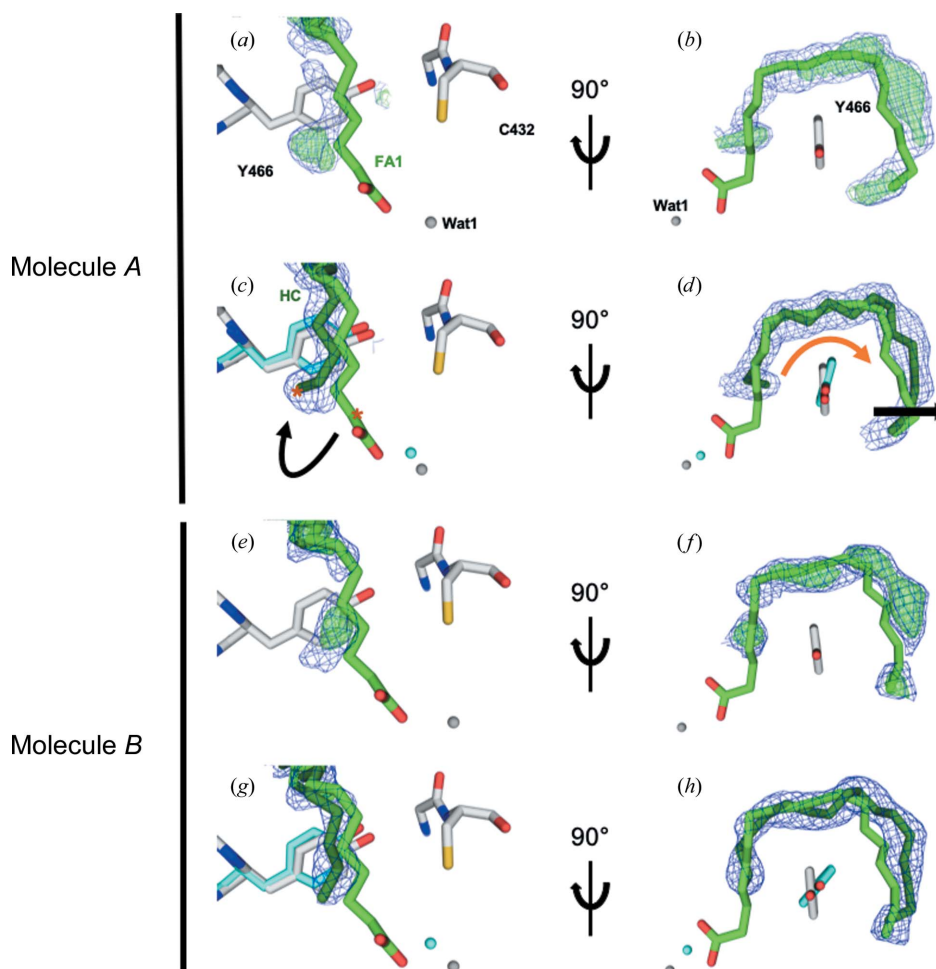 (a)
(b)
90°
Y466
C432
Y466
FA1
Wat1
Wat1
Molecule A
(c)
(d)
HC
90°
*
*
(e)
(f)
90°
Molecule B
(g)
(h)
90°